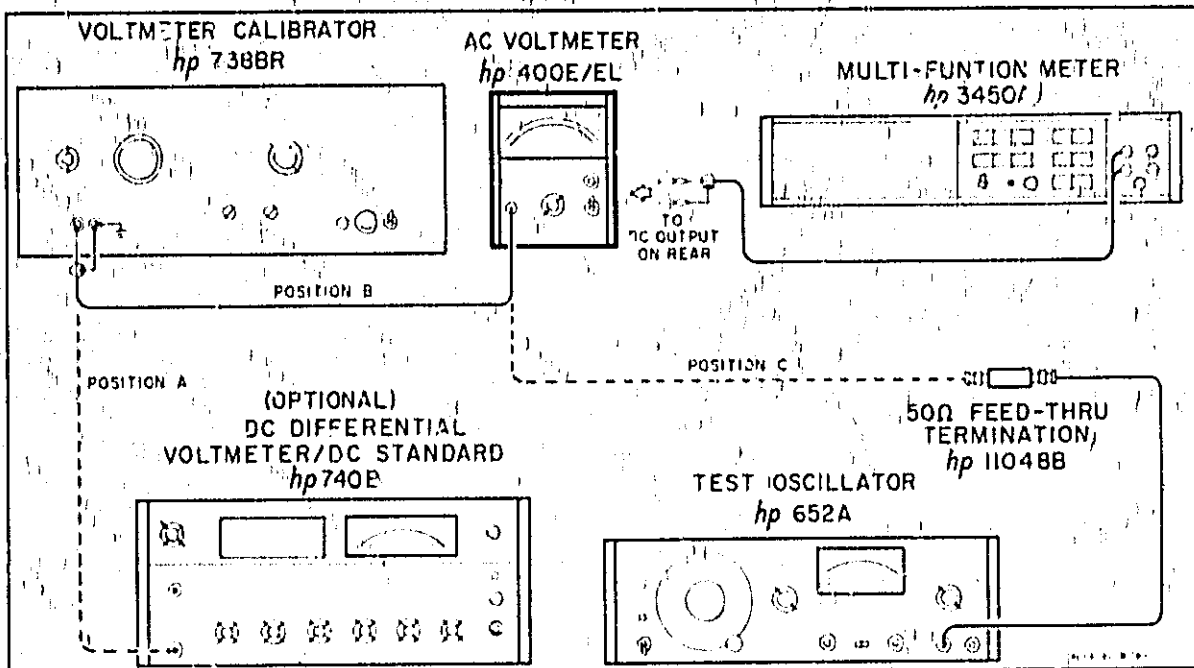 VOLTMETER CALIBRATOR
hp 738BR
AC VOLTMETER
hp 400E/EL
MULTI-FUNTION METER
hp 3450
TO
DC OUTPUT
ON REAR
POSITION B
POSITION A
POSITION C
(OPTIONAL)
DC DIFFERENTIAL
VOLTMETER/DC STANDARD
hp 740B
50Ω FEED-THRU
TERMINATION
hp 11048B
TEST OSCILLATOR
hp 652A